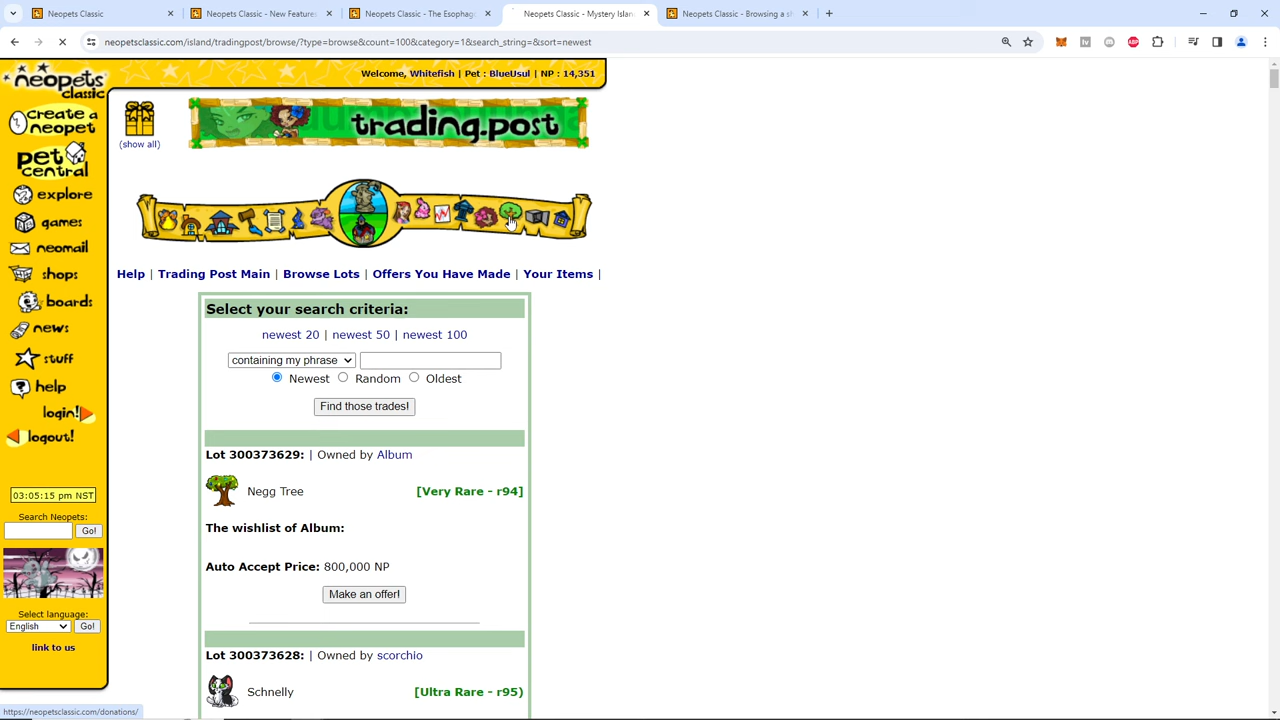 Neopets Classic
Neopets Classic - New Features
Neopets Classic - The Esophag
Neopets Classic - Mystery Islan
Neopets Classic - Browsing a sh
neopetsclassic.com/island/tradingpost/browse/?type=browse&count=100&category=1&search_string=&sort=newest
neopets
classic
Welcome, Whitefish | Pet : BlueUsul | NP : 14,351
create a
neopet
pet
central
explore
games
neomail
shops
boards
news
stuff
help
login!
logout!
03:05:15 pm NST
Search Neopets:
Go!
Select language:
English
Go!
link to us
(show all)
trading.post
Help | Trading Post Main | Browse Lots | Offers You Have Made | Your Items |
Select your search criteria:
newest 20 | newest 50 | newest 100
containing my phrase
Newest Random Oldest
Find those trades!
Lot 300373629: | Owned by Album
Negg Tree [Very Rare - r94]
The wishlist of Album:
Auto Accept Price: 800,000 NP
Make an offer!
Lot 300373628: | Owned by scorchio
Schnelly [Ultra Rare - r95)
https://neopetsclassic.com/donations/